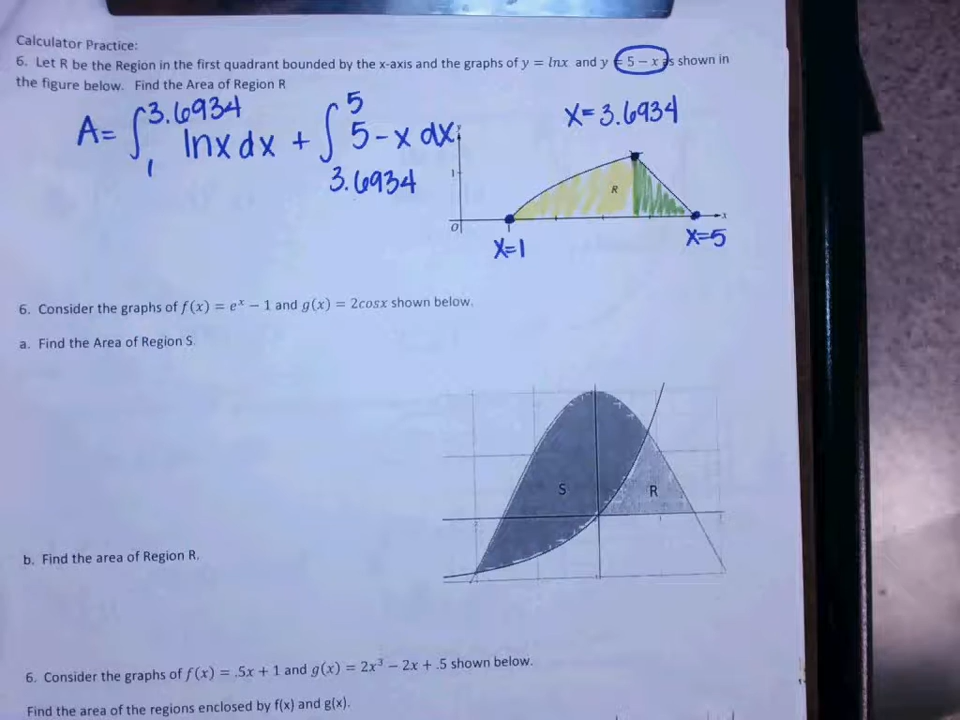 Calculator Practice:
6. Let R be the Region in the first quadrant bounded by the x-axis and the graphs of y = lnx and y = 5 − x as shown in
the figure below. Find the Area of Region R
A= ∫₁^3.6934 lnx dx + ∫_3.6934^5 5-x dx
X= 3.6934
1
R
x
0
X=1
X=5
6. Consider the graphs of f(x) = eˣ − 1 and g(x) = 2cosx shown below.
a. Find the Area of Region S.
S
R
b. Find the area of Region R.
6. Consider the graphs of f(x) = .5x + 1 and g(x) = 2x³ − 2x + .5 shown below.
Find the area of the regions enclosed by f(x) and g(x).